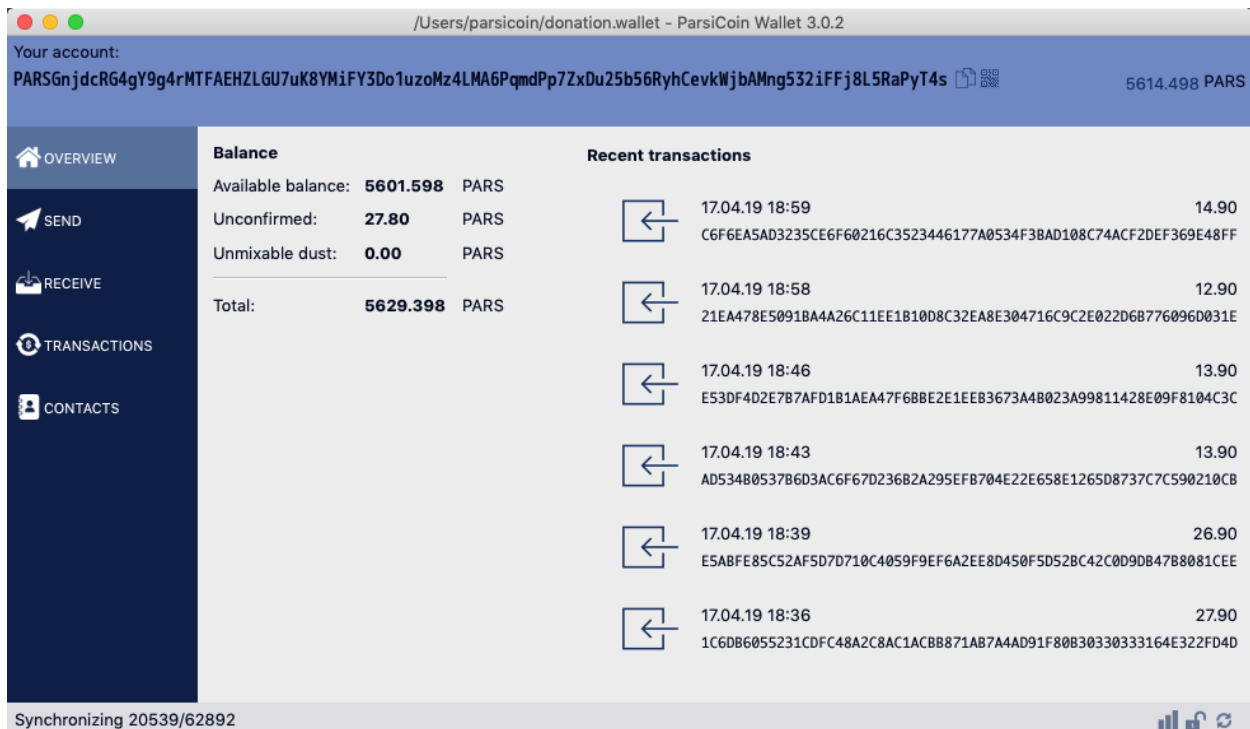 /Users/parsicoin/donation.wallet - ParsiCoin Wallet 3.0.2
Your account:
PARSGnjdcRG4gY9g4rMTFAEHZLGU7uK8YMiFY3Do1uzoMz4LMA6PqmdPp7ZxDu25b56RyhCevkWjbAMng532iFFj8L5RaPyT4s
5614.498 PARS
OVERVIEW
SEND
RECEIVE
TRANSACTIONS
CONTACTS
Balance
Available balance: 5601.598 PARS
Unconfirmed: 27.80 PARS
Unmixable dust: 0.00 PARS
Total: 5629.398 PARS
Recent transactions
17.04.19 18:59 14.90
C6F6EA5AD3235CE6F60216C3523446177A0534F3BAD108C74ACF2DEF369E48FF
17.04.19 18:58 12.90
21EA478E5091BA4A26C11EE1B10D8C32EA8E304716C9C2E022D6B776096D031E
17.04.19 18:46 13.90
E53DF4D2E7B7AFD1B1AEA47F6BBE2E1EEB3673A4B023A99811428E09F8104C3C
17.04.19 18:43 13.90
AD534B0537B6D3AC6F67D236B2A295EFB704E22E658E1265D8737C7C590210CB
17.04.19 18:39 26.90
E5ABFE85C52AF5D7D710C4059F9EF6A2EE8D450F5D52BC42C0D9DB47B8081CEE
17.04.19 18:36 27.90
1C6DB6055231CDFC48A2C8AC1ACBB871AB7A4AD91F80B30330333164E322FD4D
Synchronizing 20539/62892